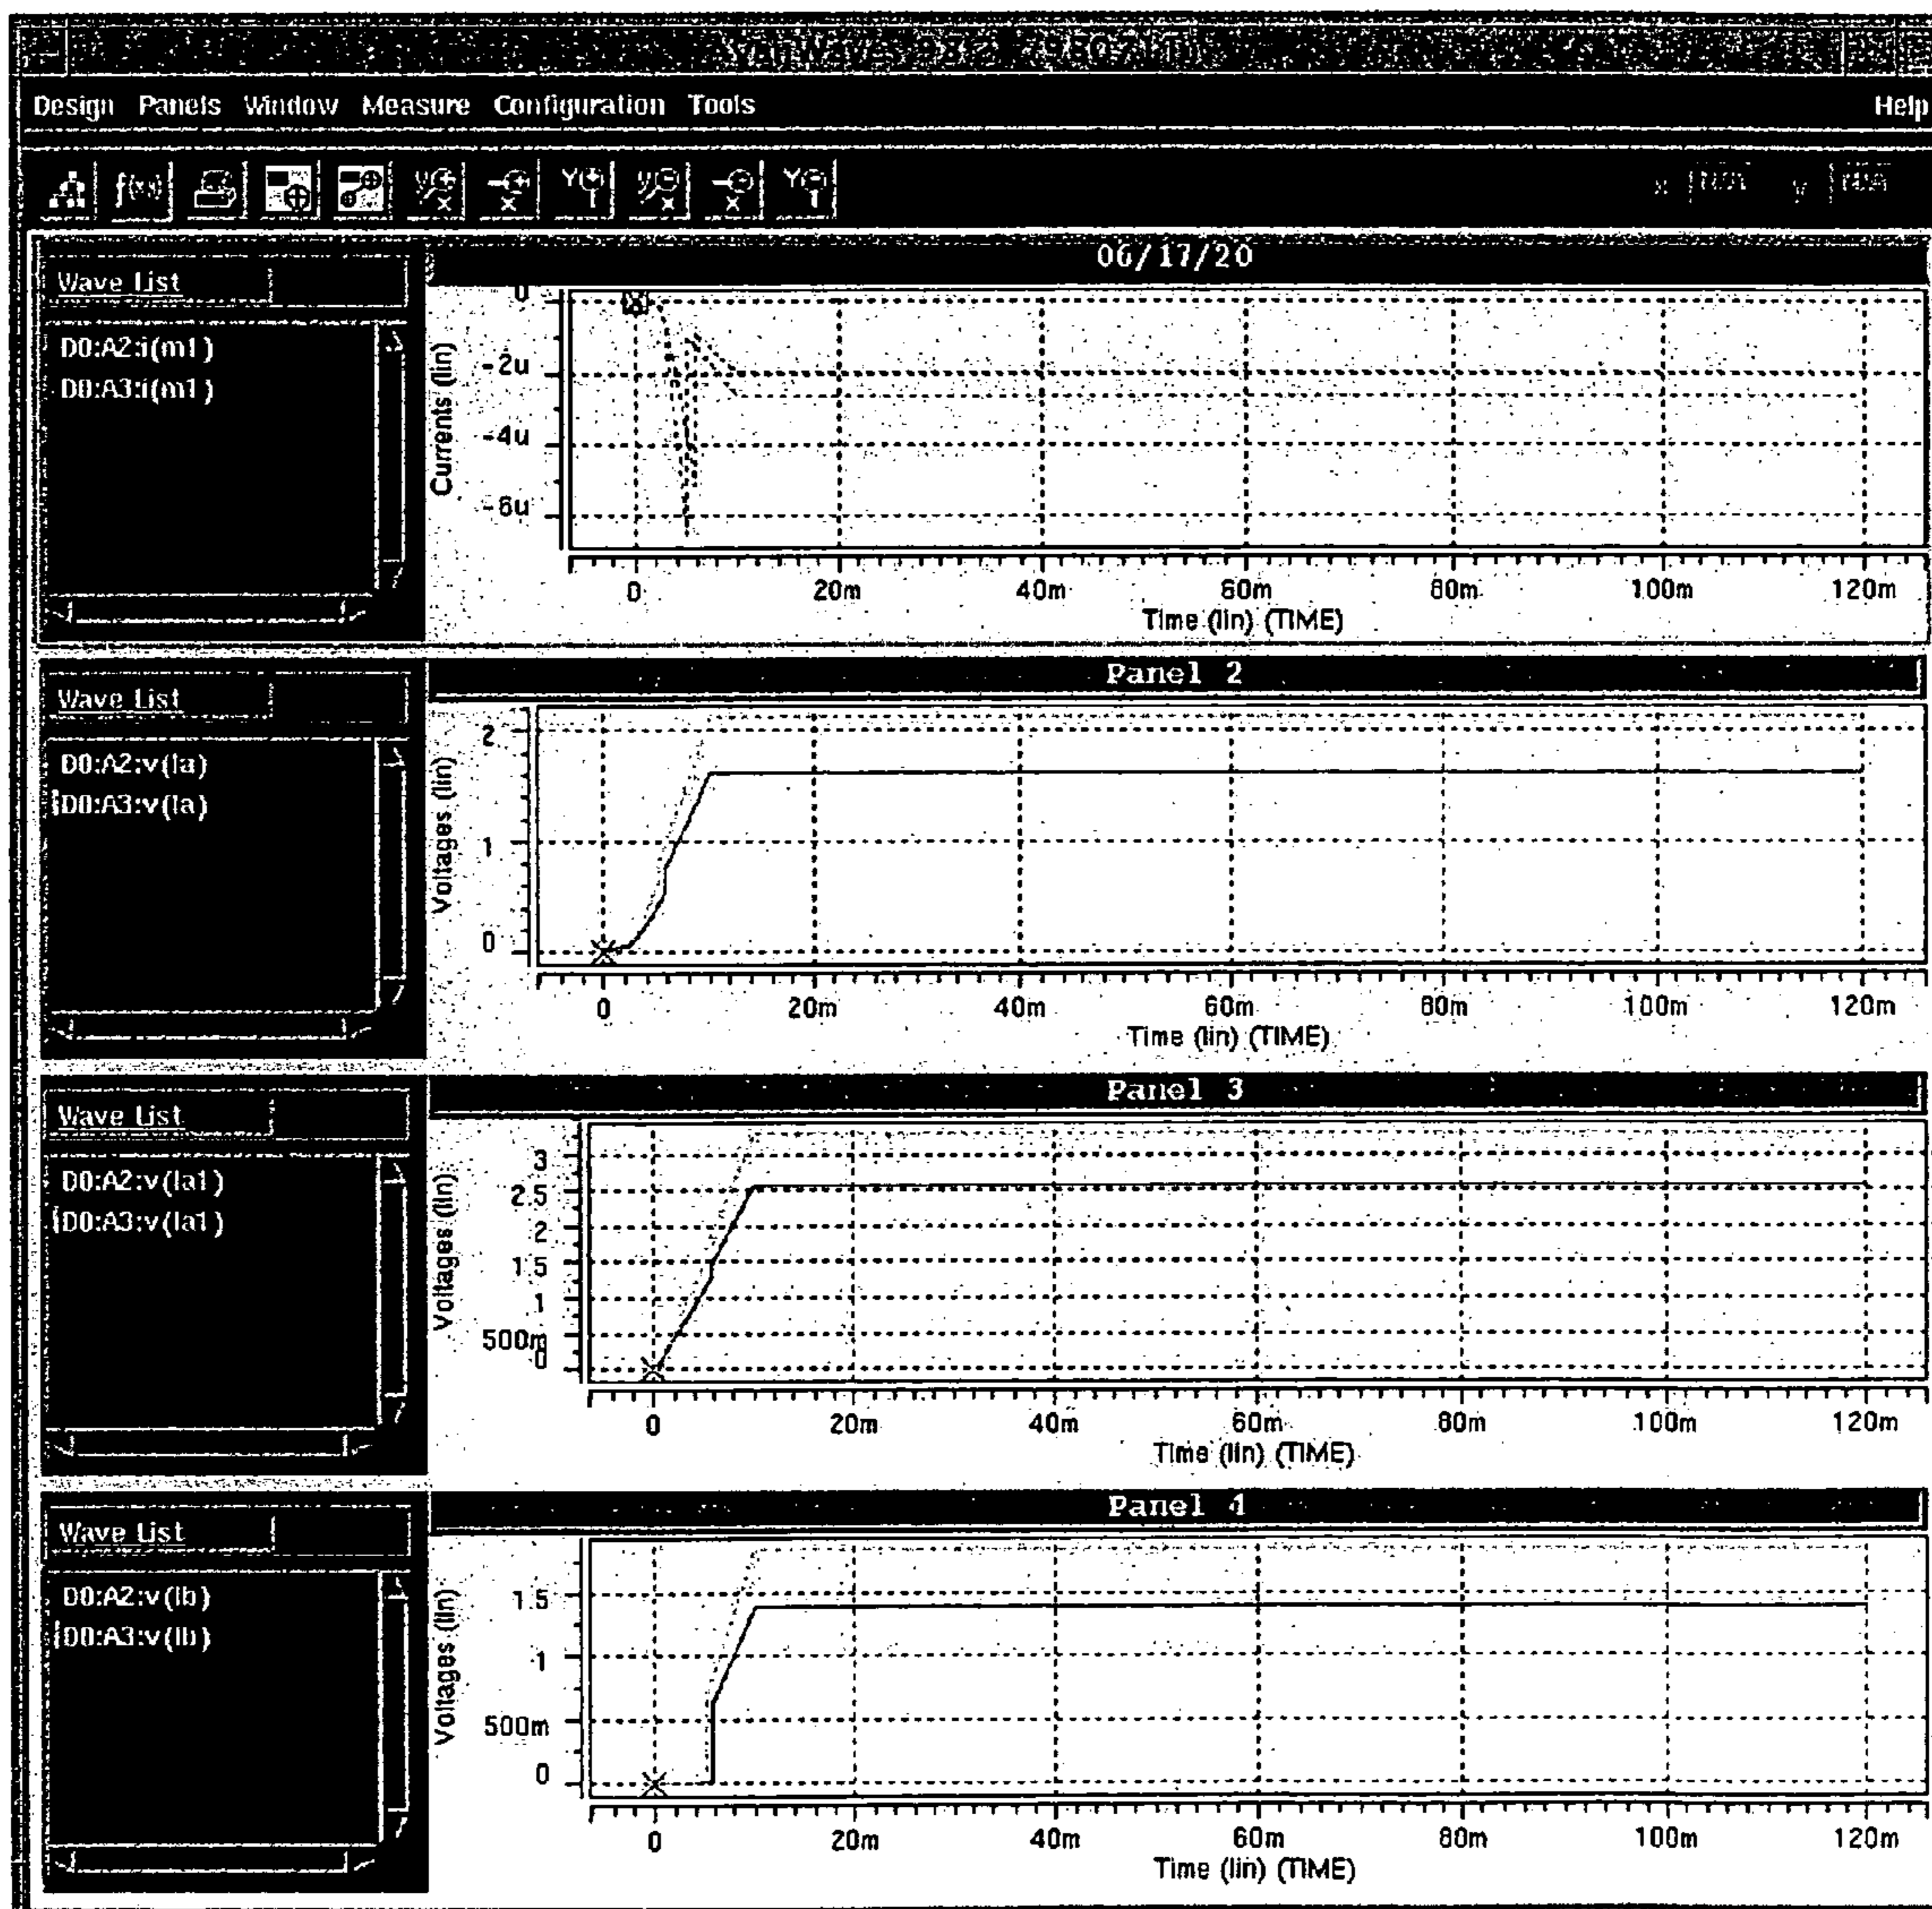 Design Panels Window Measure Configuration Tools Help
f(x)
x
x
Y
x
x
Y
x
y
06/17/20
Wave List
D0:A2:i(m1)
D0:A3:i(m1)
Currents (lin)
0
-2u
-4u
-6u
0 20m 40m 60m 80m 100m 120m
Time (lin) (TIME)
Panel 2
Wave List
D0:A2:v(la)
D0:A3:v(la)
Voltages (lin)
2
1
0
0 20m 40m 60m 80m 100m 120m
Time (lin) (TIME)
Panel 3
Wave List
D0:A2:v(la1)
D0:A3:v(la1)
Voltages (lin)
3
2.5
2
1.5
1
500m
0
0 20m 40m 60m 80m 100m 120m
Time (lin) (TIME)
Panel 4
Wave List
D0:A2:v(lb)
D0:A3:v(lb)
Voltages (lin)
1.5
1
500m
0
0 20m 40m 60m 80m 100m 120m
Time (lin) (TIME)